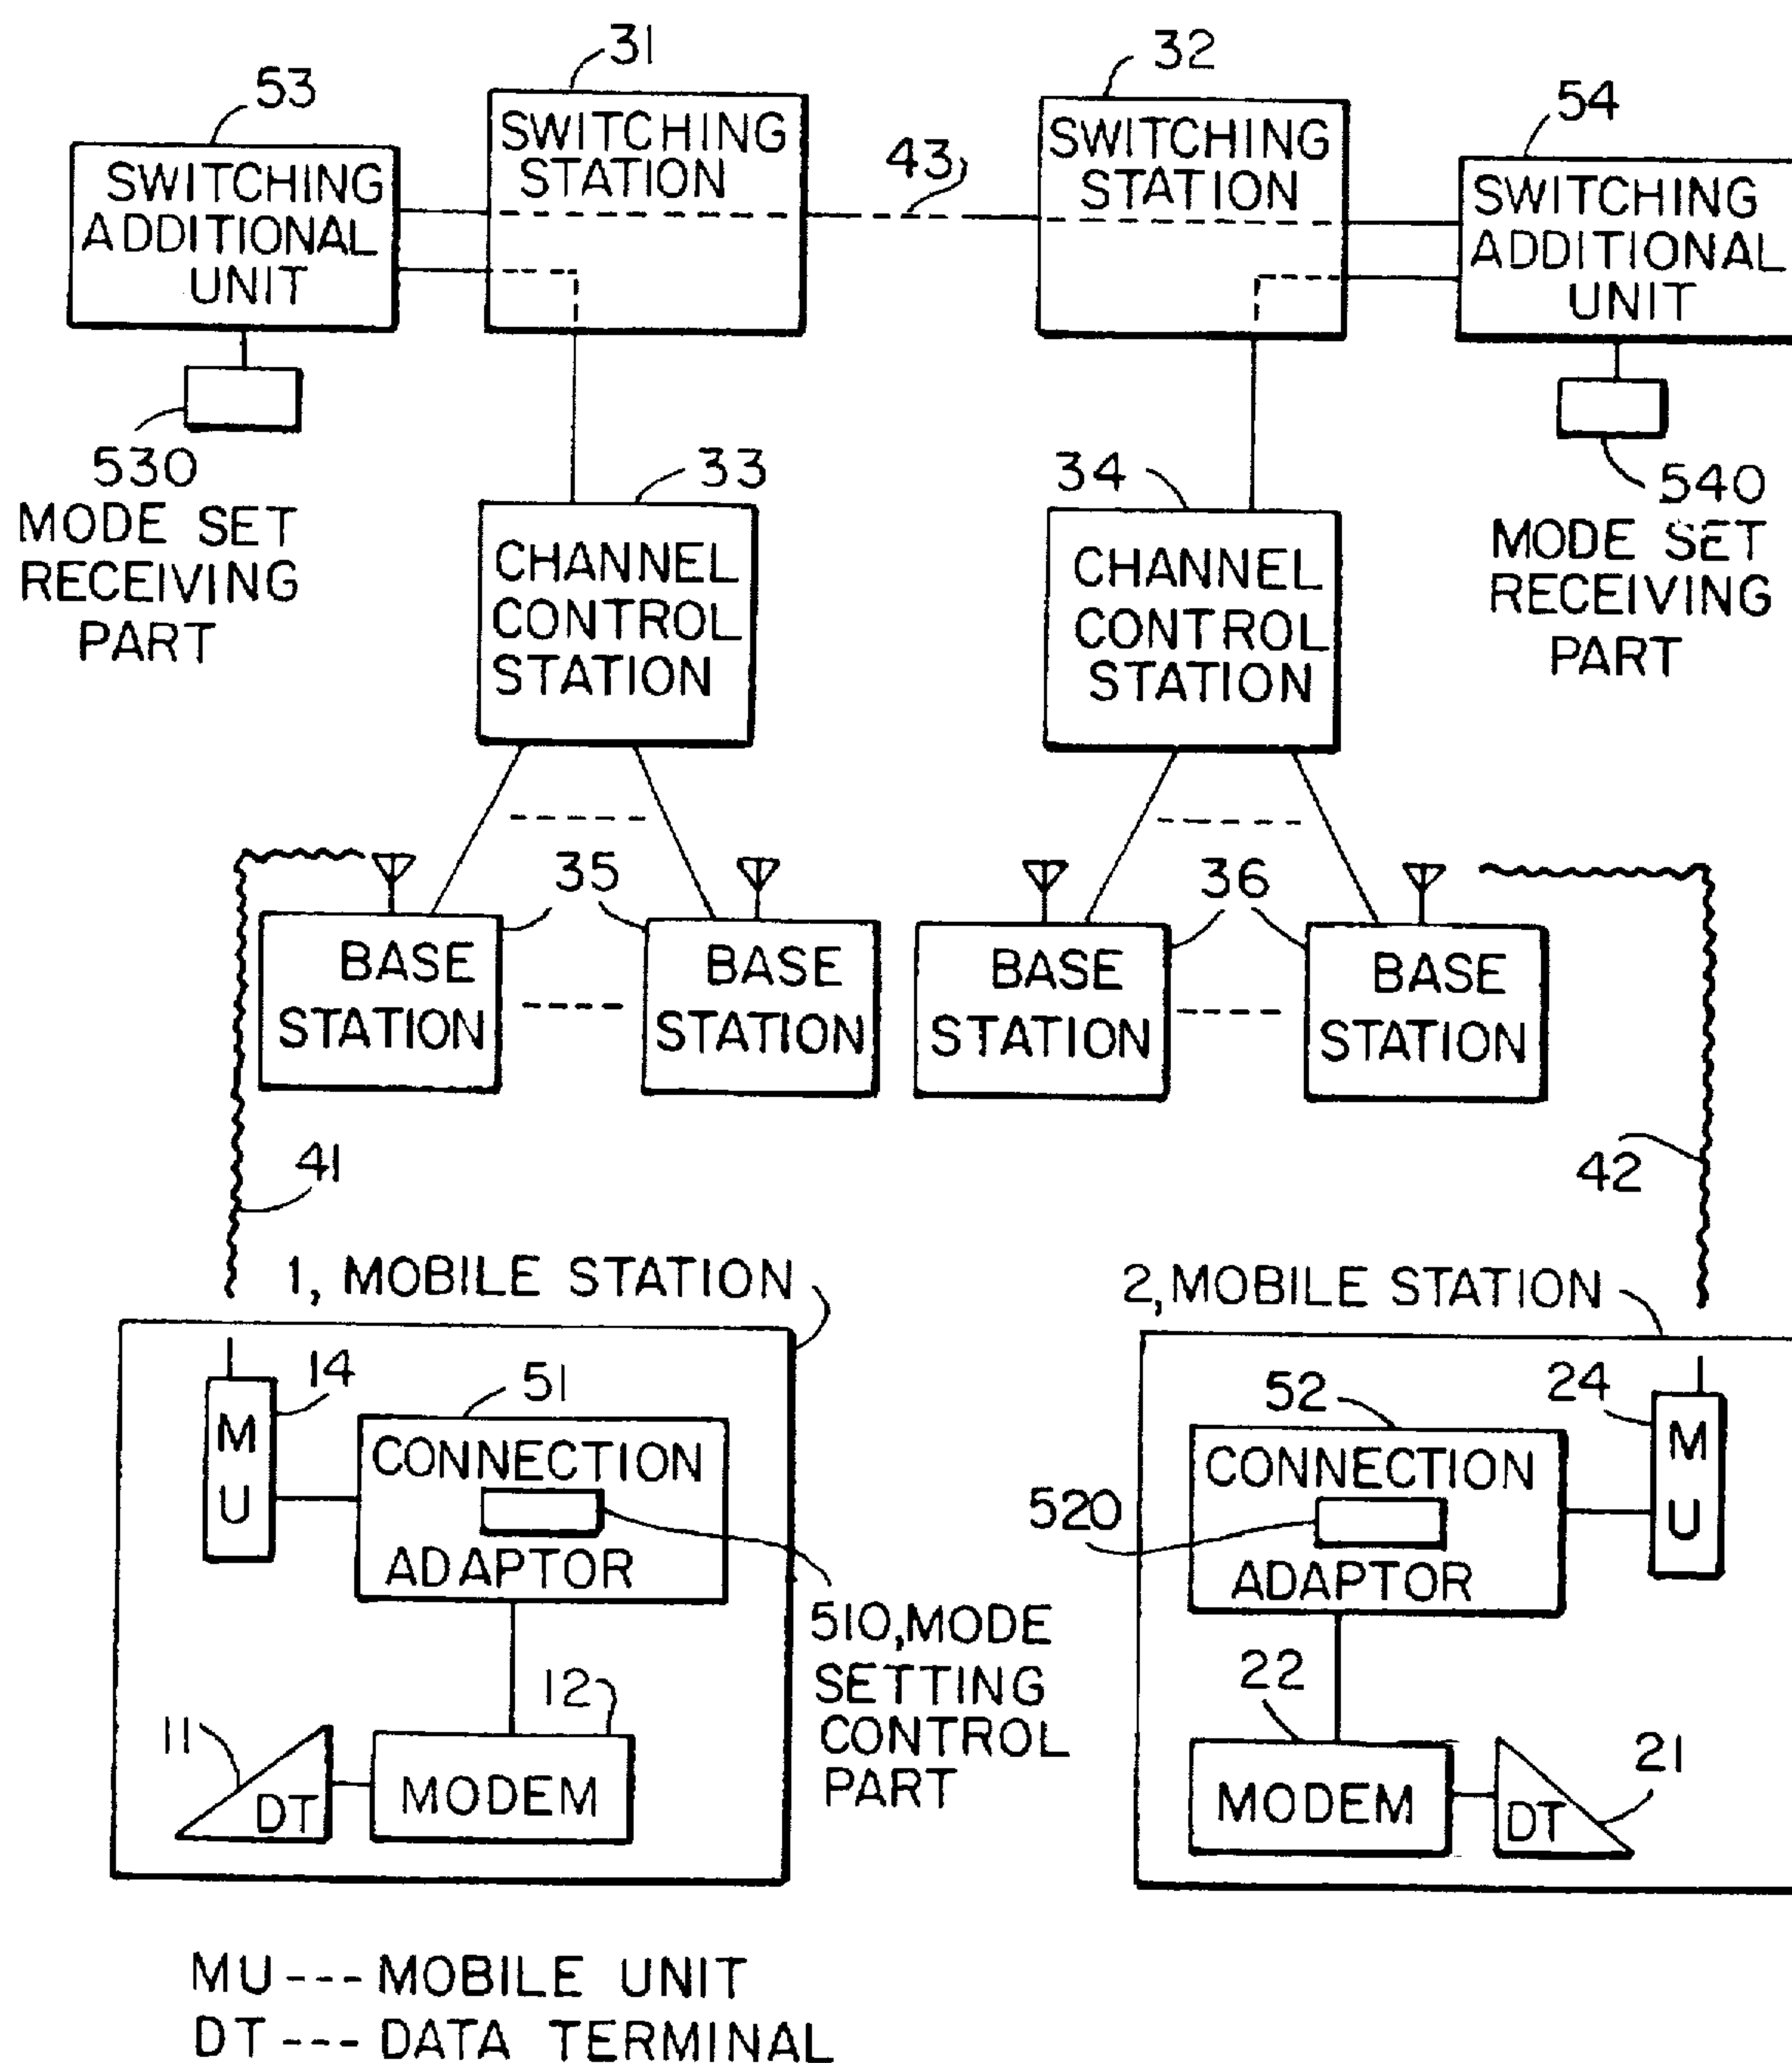 31
32
53
54
SWITCHING
STATION
43
SWITCHING
STATION
SWITCHING
ADDITIONAL
UNIT
SWITCHING
ADDITIONAL
UNIT
530
MODE SET
RECEIVING
PART
33
34
540
MODE SET
RECEIVING
PART
CHANNEL
CONTROL
STATION
CHANNEL
CONTROL
STATION
35
36
BASE
STATION
BASE
STATION
BASE
STATION
BASE
STATION
41
42
1, MOBILE STATION
2, MOBILE STATION
14
51
52
24
MU
CONNECTION
ADAPTOR
520
CONNECTION
ADAPTOR
MU
510, MODE
SETTING
CONTROL
PART
12
22
11
DT
MODEM
MODEM
DT
21
MU --- MOBILE UNIT
DT --- DATA TERMINAL